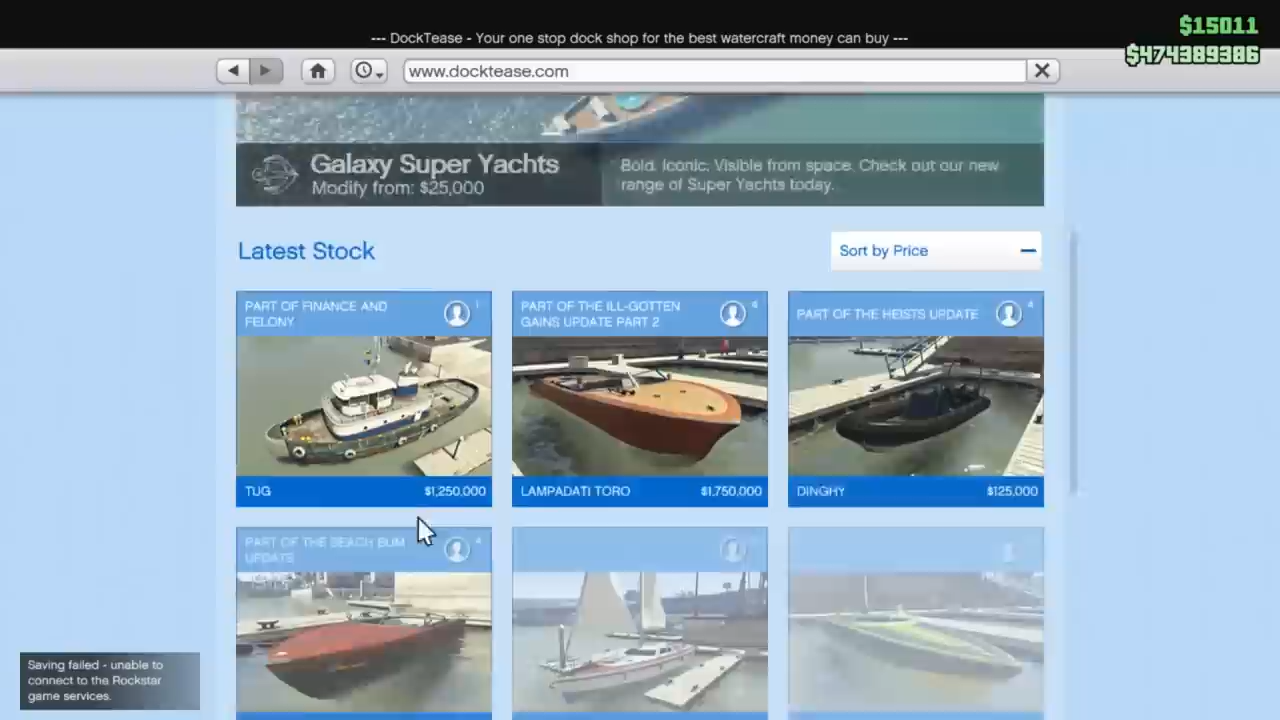 $15011
--- DockTease - Your one stop dock shop for the best watercraft money can buy ---
$474389386
www.docktease.com
Galaxy Super Yachts
Modify from: $25,000
Bold. Iconic. Visible from space. Check out our new
range of Super Yachts today.
Latest Stock
Sort by Price
PART OF FINANCE AND
FELONY
1
PART OF THE ILL-GOTTEN
GAINS UPDATE PART 2
PART OF THE HEISTS UPDATE
4
TUG
$1,250,000
LAMPADATI TORO
$1,750,000
DINGHY
$125,000
PART OF THE BEACH BUM
UPDATE
4
Saving failed - unable to
connect to the Rockstar
game services.